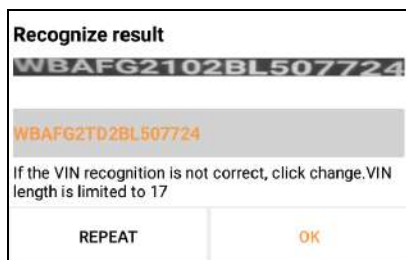 Recognize result
WBAFG2102BL507724
WBAFG2TD2BL507724
If the VIN recognition is not correct, click change.VIN
length is limited to 17
REPEAT
OK